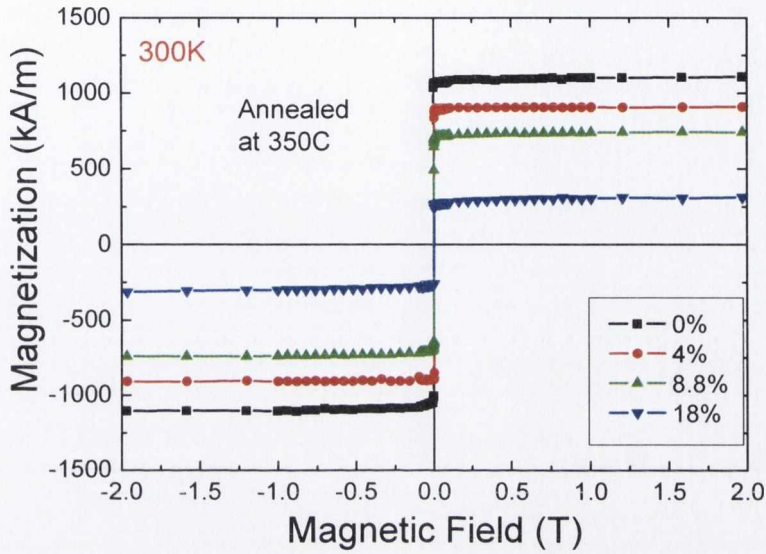 1500
300K
1000
Annealed
at 350C
500
0
-500
0%
4%
8.8%
18%
-1000
-1500
-2.0 -1.5 -1.0 -0.5 0.0 0.5 1.0 1.5 2.0
Magnetization (kA/m)
Magnetic Field (T)